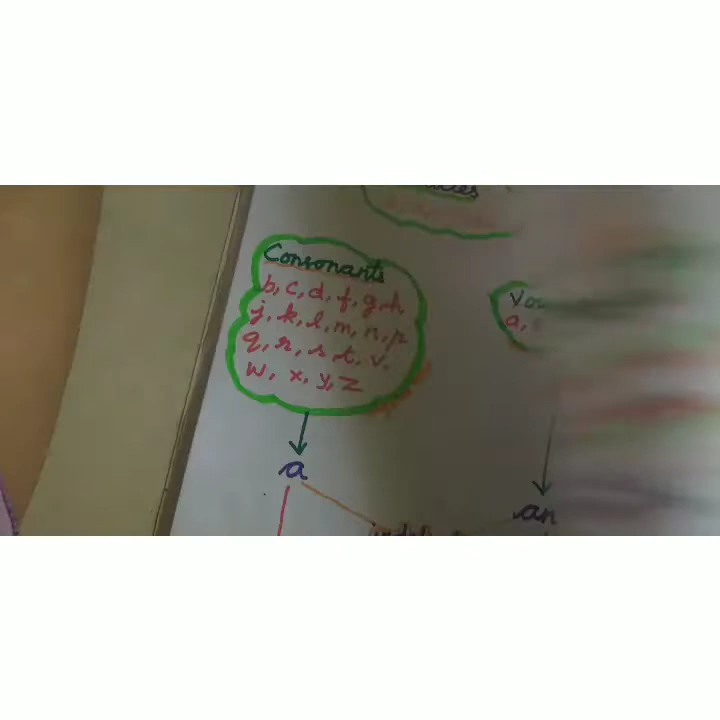 Consonants
b, c, d, f, g, h
j, k, l, m, n, p
q, r, s, t, v,
w, x, y, z
a,
a
an